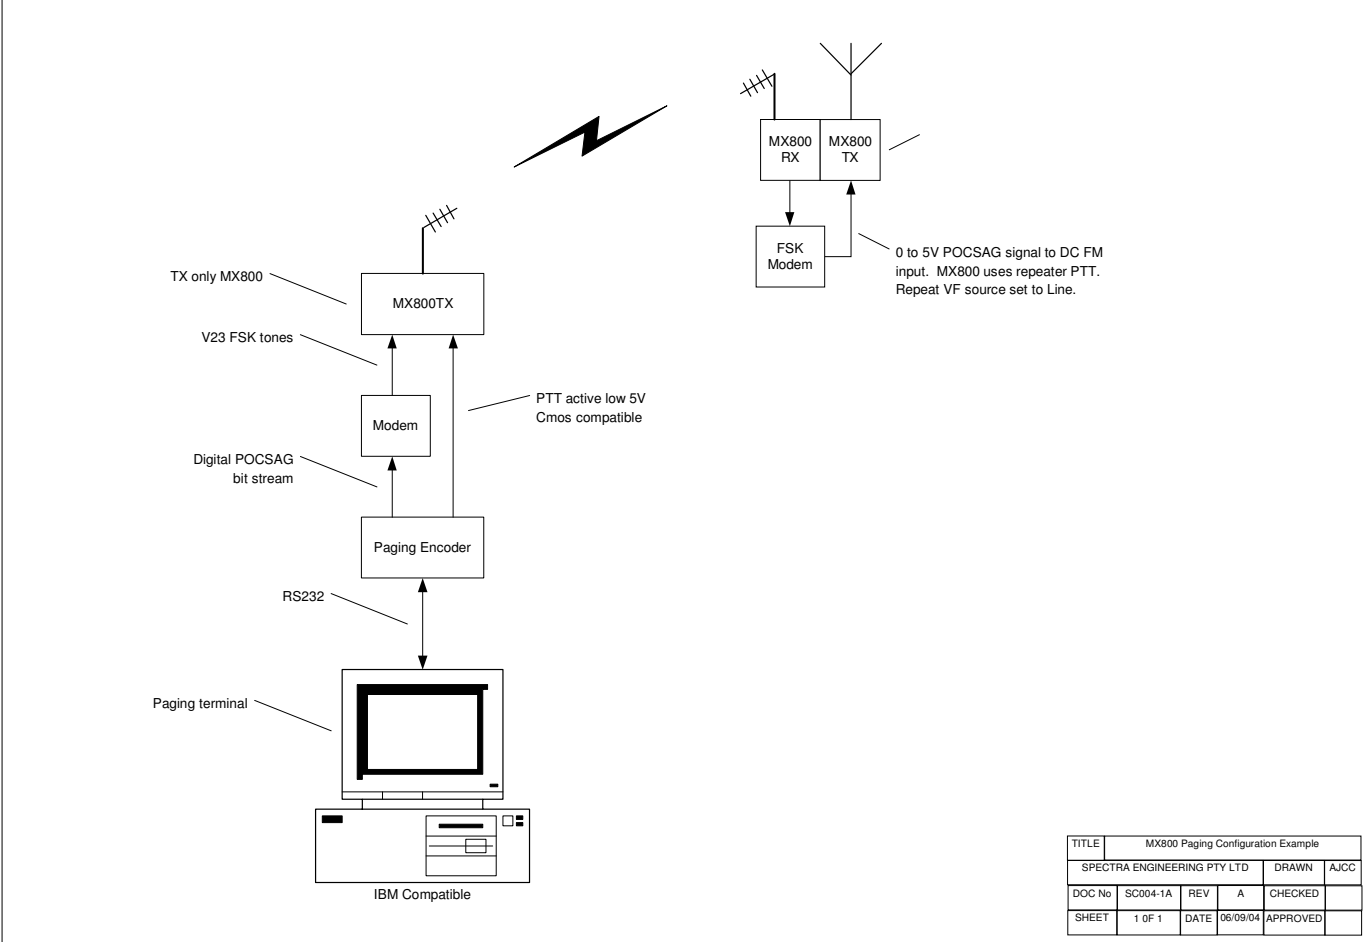 MX800
RX
MX800
TX
FSK
Modem
0 to 5V POCSAG signal to DC FM
input. MX800 uses repeater PTT.
Repeat VF source set to Line.
TX only MX800
MX800TX
V23 FSK tones
PTT active low 5V
Cmos compatible
Modem
Digital POCSAG
bit stream
Paging Encoder
RS232
Paging terminal
IBM Compatible
TITLE MX800 Paging Configuration Example
SPECTRA ENGINEERING PTY LTD DRAWN AJCC
DOC No SC004-1A REV A CHECKED
SHEET 1 0F 1 DATE 06/09/04 APPROVED